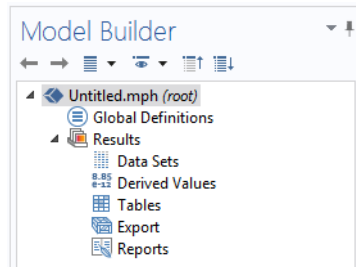 Model Builder
Untitled.mph (root)
Global Definitions
Results
Data Sets
8.85
e-12
Derived Values
Tables
Export
Reports